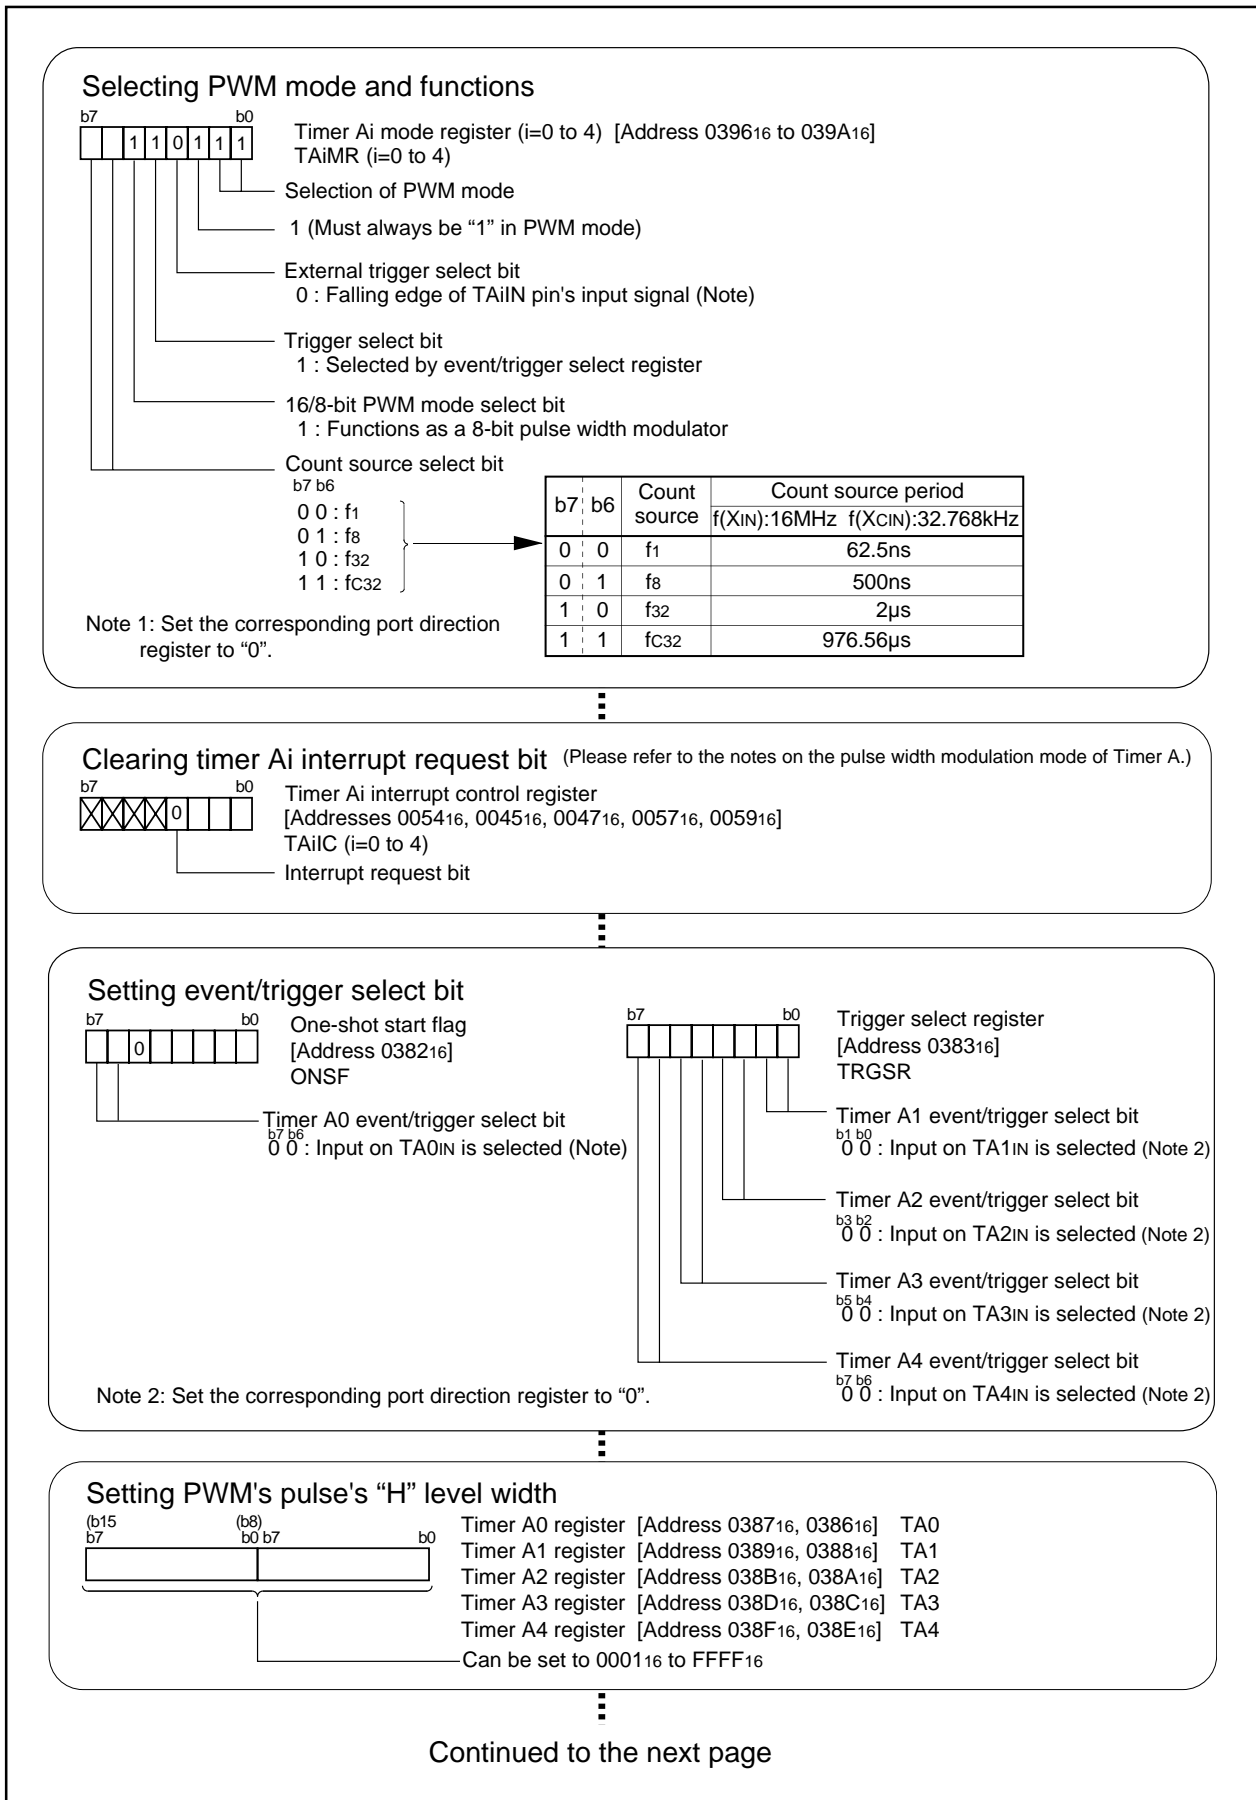 Selecting PWM mode and functions
b7 b0
1 1 0 1 1 1
Timer Ai mode register (i=0 to 4) [Address 039616 to 039A16]
TAiMR (i=0 to 4)
Selection of PWM mode
1 (Must always be “1” in PWM mode)
External trigger select bit
0 : Falling edge of TAiIN pin's input signal (Note)
Trigger select bit
1 : Selected by event/trigger select register
16/8-bit PWM mode select bit
1 : Functions as a 8-bit pulse width modulator
Count source select bit
b7 b6
0 0 : f1
0 1 : f8
1 0 : f32
1 1 : fC32
b7 b6 Count source Count source period
f(XIN):16MHz f(XCIN):32.768kHz
0 0 f1 62.5ns
0 1 f8 500ns
1 0 f32 2µs
1 1 fC32 976.56µs
Note 1: Set the corresponding port direction
register to “0”.
Clearing timer Ai interrupt request bit (Please refer to the notes on the pulse width modulation mode of Timer A.)
b7 b0
0
Timer Ai interrupt control register
[Addresses 005416, 004516, 004716, 005716, 005916]
TAiIC (i=0 to 4)
Interrupt request bit
Setting event/trigger select bit
b7 b0
0
One-shot start flag
[Address 038216]
ONSF
Timer A0 event/trigger select bit
b7 b6
0 0 : Input on TA0IN is selected (Note)
b7 b0
Trigger select register
[Address 038316]
TRGSR
Timer A1 event/trigger select bit
b1 b0
0 0 : Input on TA1IN is selected (Note 2)
Timer A2 event/trigger select bit
b3 b2
0 0 : Input on TA2IN is selected (Note 2)
Timer A3 event/trigger select bit
b5 b4
0 0 : Input on TA3IN is selected (Note 2)
Timer A4 event/trigger select bit
b7 b6
0 0 : Input on TA4IN is selected (Note 2)
Note 2: Set the corresponding port direction register to “0”.
Setting PWM's pulse's “H” level width
(b15 (b8)
b7 b0 b7 b0
Timer A0 register [Address 038716, 038616] TA0
Timer A1 register [Address 038916, 038816] TA1
Timer A2 register [Address 038B16, 038A16] TA2
Timer A3 register [Address 038D16, 038C16] TA3
Timer A4 register [Address 038F16, 038E16] TA4
Can be set to 000116 to FFFF16
Continued to the next page